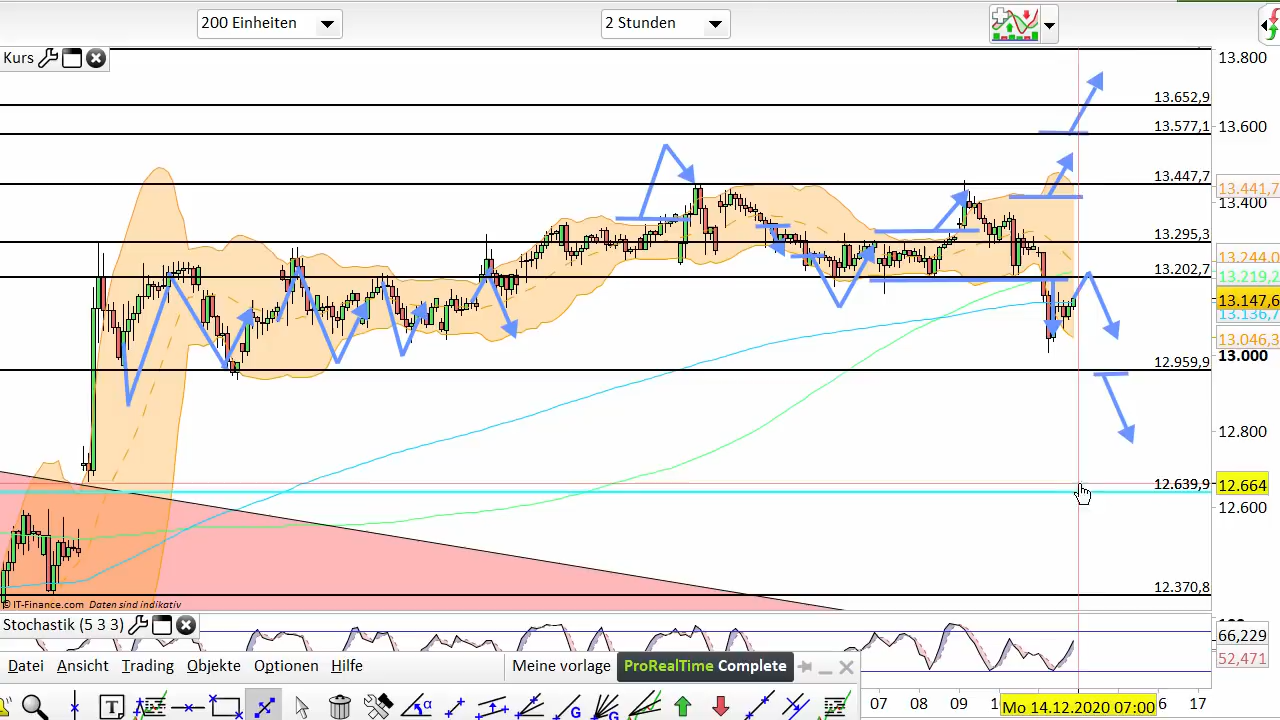 200 Einheiten
2 Stunden
Kurs
13.800
13.652,9
13.577,1
13.600
13.447,7
13.441,7
13.400
13.295,3
13.244,0
13.202,7
13.219,2
13.147,6
13.136,7
13.046,3
13.000
12.959,9
12.800
12.639,9
12.664
12.600
12.370,8
© IT-Finance.com Daten sind indikativ
Stochastik (5 3 3)
66,229
52,471
Datei Ansicht Trading Objekte Optionen Hilfe
Meine vorlage
ProRealTime Complete
07 08 09 Mo 14.12.2020 07:00 17